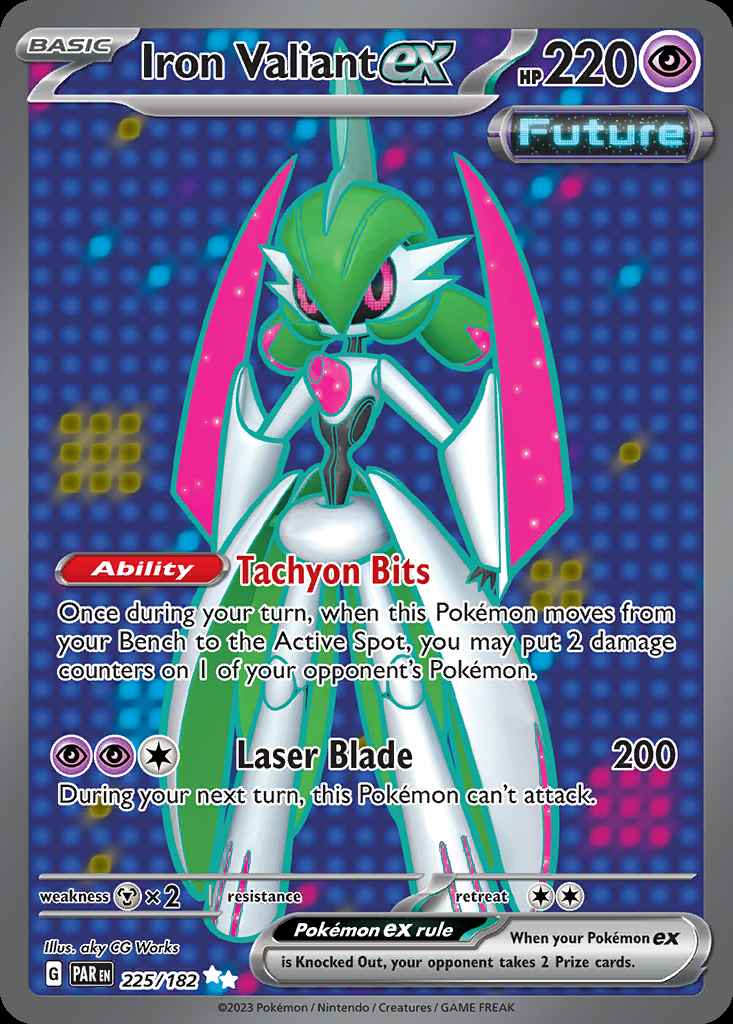 BASIC Iron Valiant ex HP 220
Future
Ability Tachyon Bits
Once during your turn, when this Pokémon moves from
your Bench to the Active Spot, you may put 2 damage
counters on 1 of your opponent's Pokémon.
Laser Blade 200
During your next turn, this Pokémon can't attack.
weakness ×2 resistance retreat
Illus. aky CG Works
Pokémon ex rule When your Pokémon ex
is Knocked Out, your opponent takes 2 Prize cards.
G PAR EN 225/182
©2023 Pokémon / Nintendo / Creatures / GAME FREAK